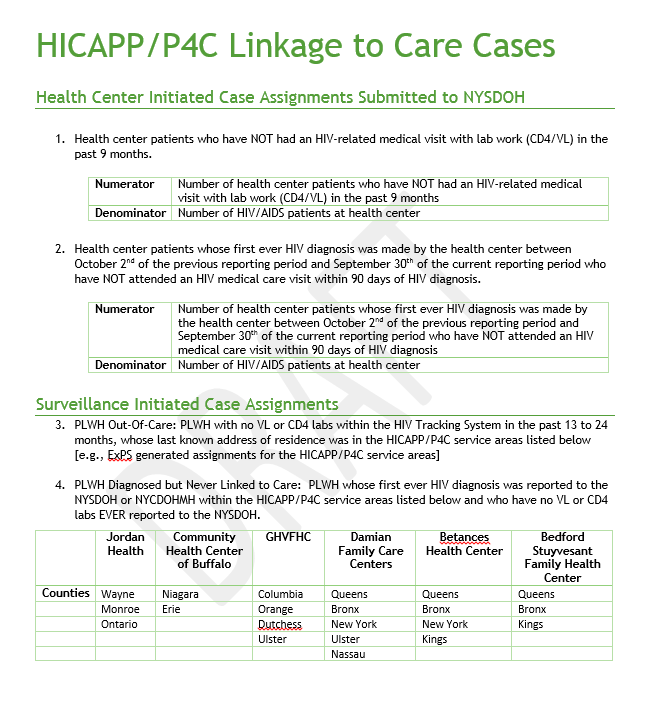 HICAPP/P4C Linkage to Care Cases
Health Center Initiated Case Assignments Submitted to NYSDOH
1. Health center patients who have NOT had an HIV-related medical visit with lab work (CD4/VL) in the
past 9 months.
Numerator Number of health center patients who have NOT had an HIV-related medical
visit with lab work (CD4/VL) in the past 9 months
Denominator Number of HIV/AIDS patients at health center
2. Health center patients whose first ever HIV diagnosis was made by the health center between
October 2nd of the previous reporting period and September 30th of the current reporting period who
have NOT attended an HIV medical care visit within 90 days of HIV diagnosis.
Numerator Number of health center patients whose first ever HIV diagnosis was made by
the health center between October 2nd of the previous reporting period and
September 30th of the current reporting period who have NOT attended an HIV
medical care visit within 90 days of HIV diagnosis
Denominator Number of HIV/AIDS patients at health center
DRAFT
Surveillance Initiated Case Assignments
3. PLWH Out-Of-Care: PLWH with no VL or CD4 labs within the HIV Tracking System in the past 13 to 24
months, whose last known address of residence was in the HICAPP/P4C service areas listed below
[e.g., ExPS generated assignments for the HICAPP/P4C service areas]
4. PLWH Diagnosed but Never Linked to Care: PLWH whose first ever HIV diagnosis was reported to the
NYSDOH or NYCDOHMH within the HICAPP/P4C service areas listed below and who have no VL or CD4
labs EVER reported to the NYSDOH.
Jordan Community GHVFHC Damian Betances Bedford
Health Health Center Family Care Health Center Stuyvesant
of Buffalo Centers Family Health
Center
Counties Wayne Niagara Columbia Queens Queens Queens
Monroe Erie Orange Bronx Bronx Bronx
Ontario Dutchess New York New York Kings
Ulster Ulster Kings
Nassau